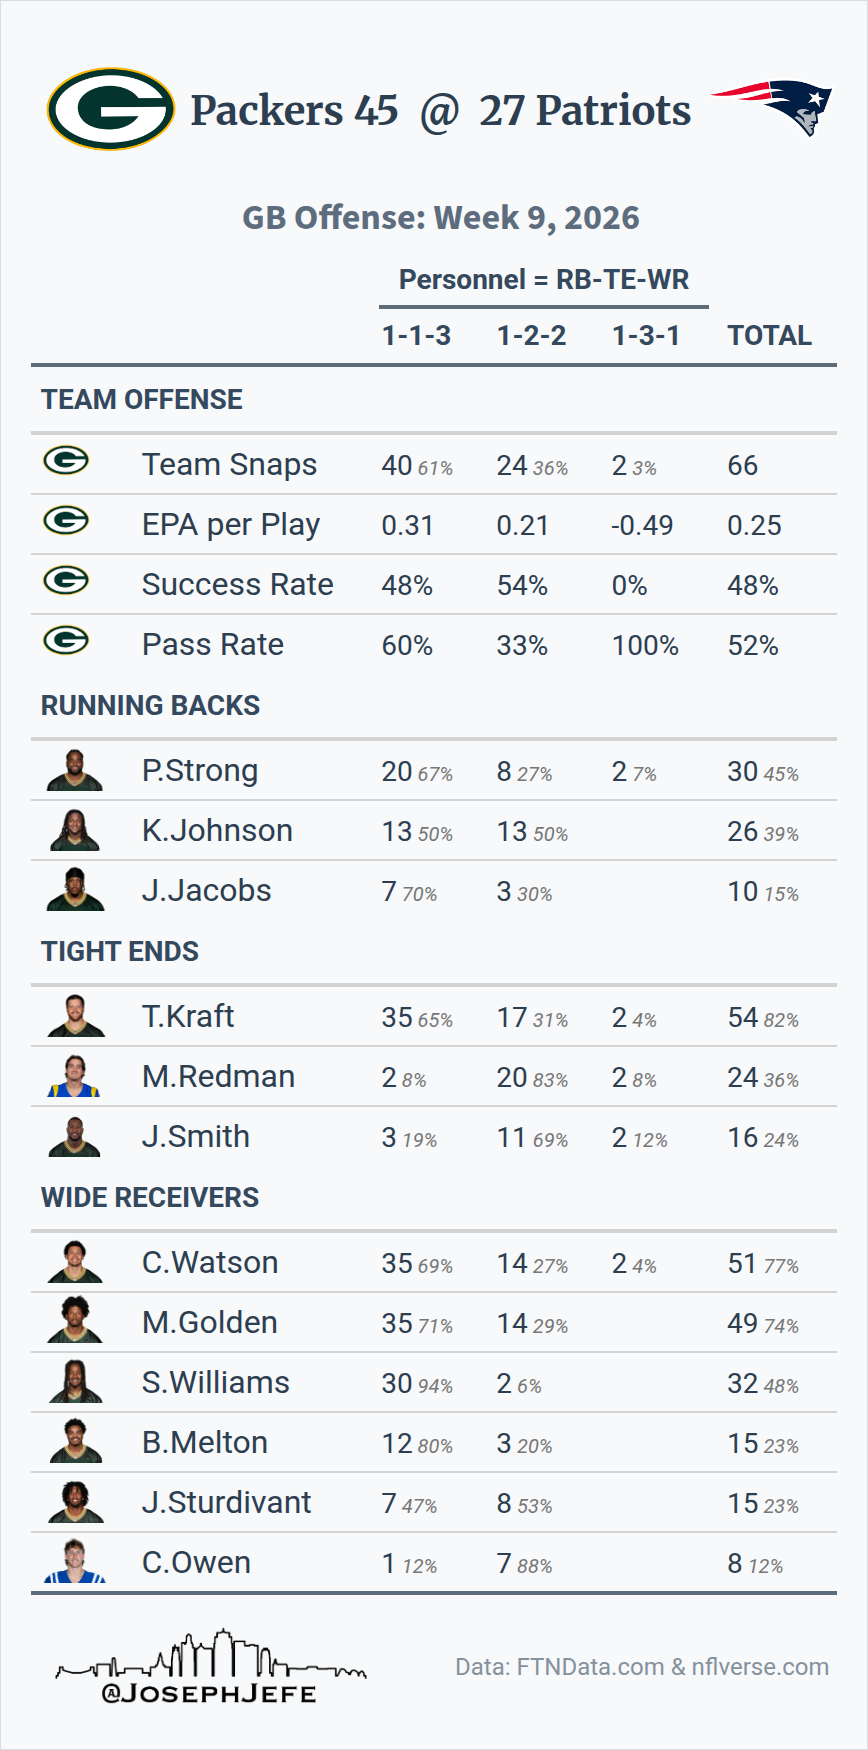 Packers 45 @ 27 Patriots
GB Offense: Week 9, 2026
Personnel = RB-TE-WR
1-1-3 1-2-2 1-3-1 TOTAL
TEAM OFFENSE
Team Snaps 40 61% 24 36% 2 3% 66
EPA per Play 0.31 0.21 -0.49 0.25
Success Rate 48% 54% 0% 48%
Pass Rate 60% 33% 100% 52%
RUNNING BACKS
P.Strong 20 67% 8 27% 2 7% 30 45%
K.Johnson 13 50% 13 50% 26 39%
J.Jacobs 7 70% 3 30% 10 15%
TIGHT ENDS
T.Kraft 35 65% 17 31% 2 4% 54 82%
M.Redman 2 8% 20 83% 2 8% 24 36%
J.Smith 3 19% 11 69% 2 12% 16 24%
WIDE RECEIVERS
C.Watson 35 69% 14 27% 2 4% 51 77%
M.Golden 35 71% 14 29% 49 74%
S.Williams 30 94% 2 6% 32 48%
B.Melton 12 80% 3 20% 15 23%
J.Sturdivant 7 47% 8 53% 15 23%
C.Owen 1 12% 7 88% 8 12%
@JOSEPHJEFE
Data: FTNData.com & nflverse.com